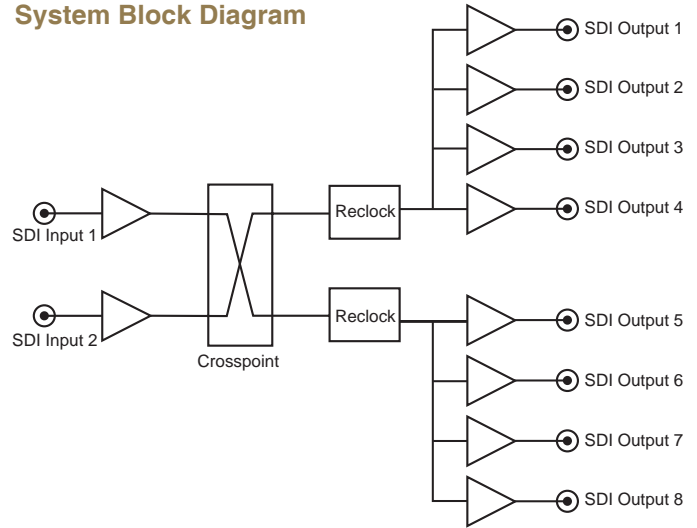 System Block Diagram
SDI Output 1
SDI Output 2
SDI Output 3
SDI Output 4
Reclock
SDI Input 1
SDI Input 2
Crosspoint
Reclock
SDI Output 5
SDI Output 6
SDI Output 7
SDI Output 8